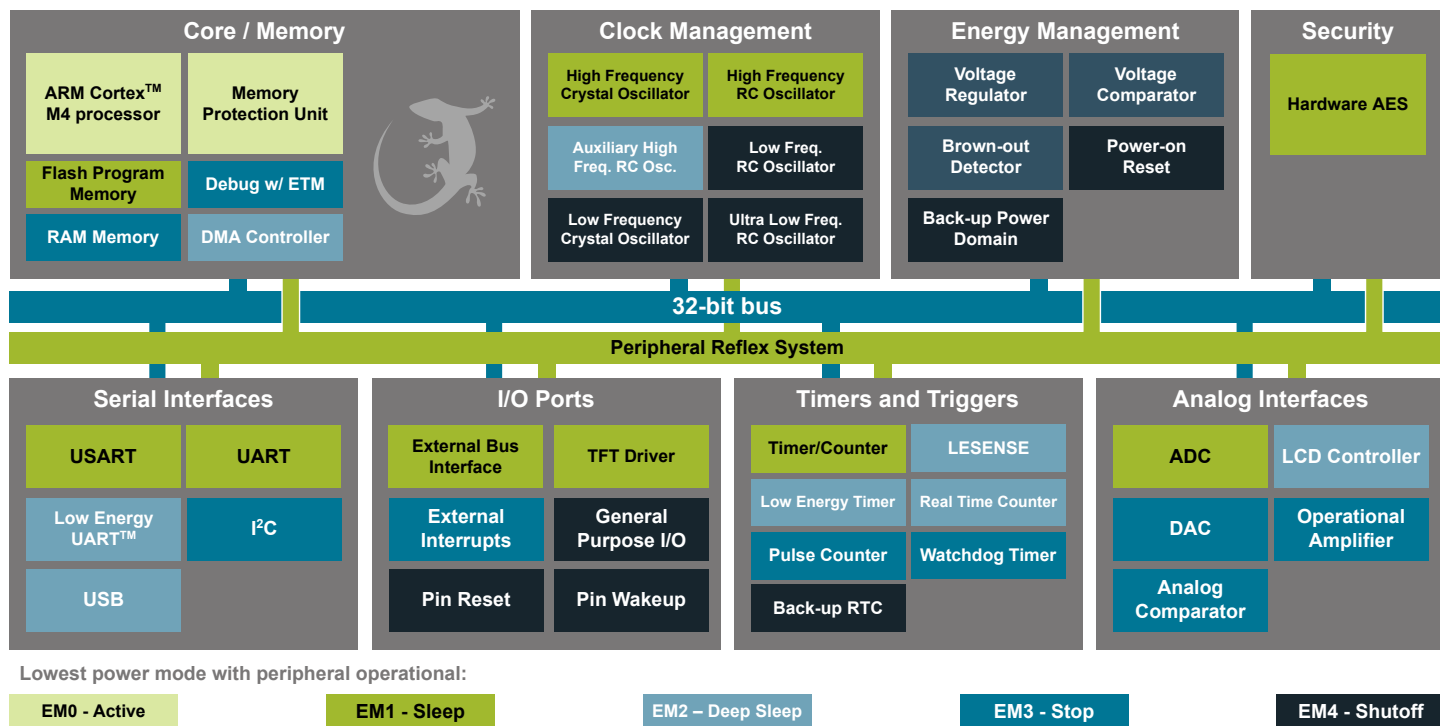 Core / Memory
ARM Cortex™
M4 processor
Memory
Protection Unit
Flash Program
Memory
Debug w/ ETM
RAM Memory
DMA Controller
Clock Management
High Frequency
Crystal Oscillator
High Frequency
RC Oscillator
Auxiliary High
Freq. RC Osc.
Low Freq.
RC Oscillator
Low Frequency
Crystal Oscillator
Ultra Low Freq.
RC Oscillator
Energy Management
Voltage
Regulator
Voltage
Comparator
Brown-out
Detector
Power-on
Reset
Back-up Power
Domain
Security
Hardware AES
32-bit bus
Peripheral Reflex System
Serial Interfaces
USART
UART
Low Energy
UART™
I²C
USB
I/O Ports
External Bus
Interface
TFT Driver
External
Interrupts
General
Purpose I/O
Pin Reset
Pin Wakeup
Timers and Triggers
Timer/Counter
LESENSE
Low Energy Timer
Real Time Counter
Pulse Counter
Watchdog Timer
Back-up RTC
Analog Interfaces
ADC
LCD Controller
DAC
Operational
Amplifier
Analog
Comparator
Lowest power mode with peripheral operational:
EM0 - Active
EM1 - Sleep
EM2 – Deep Sleep
EM3 - Stop
EM4 - Shutoff